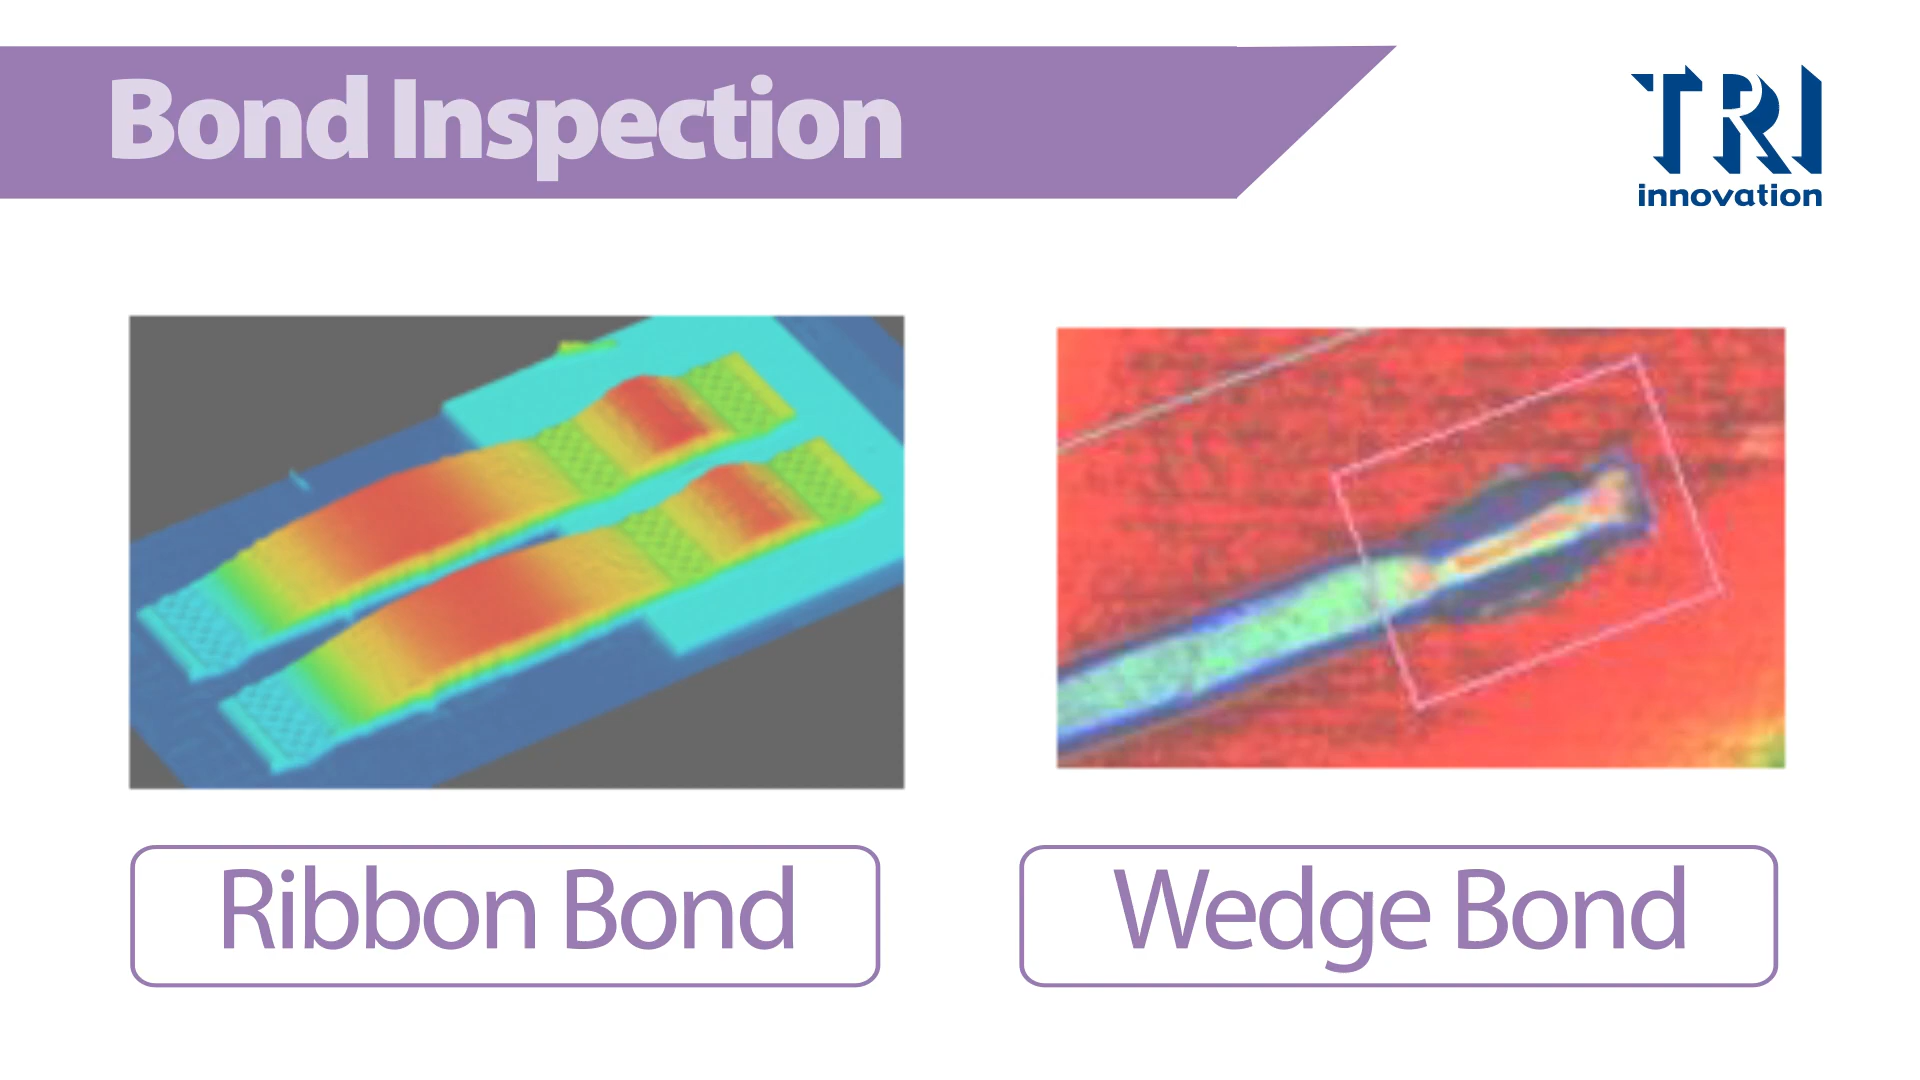 Bond Inspection
TRI
innovation
Ribbon Bond
Wedge Bond